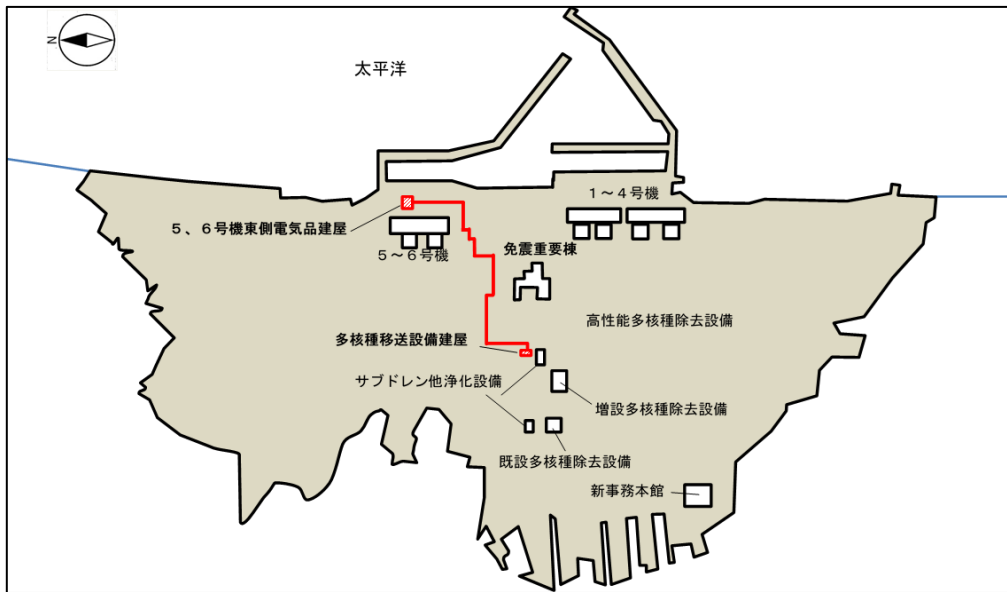 N
太平洋
1～4号機
5、6号機東側電気品建屋
5～6号機
免震重要棟
高性能多核種除去設備
多核種移送設備建屋
サブドレン他浄化設備
増設多核種除去設備
既設多核種除去設備
新事務本館